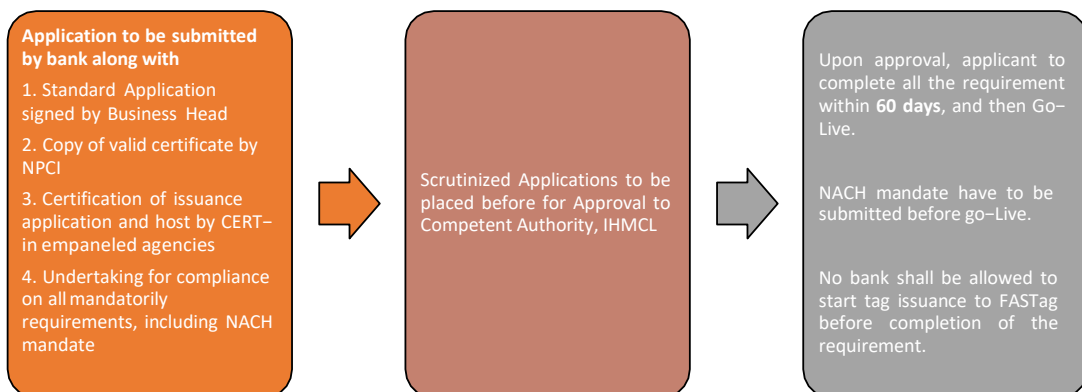 Application to be submitted
by bank along with
1. Standard Application
signed by Business Head
2. Copy of valid certificate by
NPCI
3. Certification of issuance
application and host by CERT–
in empaneled agencies
4. Undertaking for compliance
on all mandatorily
requirements, including NACH
mandate
Scrutinized Applications to be
placed before for Approval to
Competent Authority, IHMCL
Upon approval, applicant to
complete all the requirement
within 60 days, and then Go–
Live.
NACH mandate have to be
submitted before go–Live.
No bank shall be allowed to
start tag issuance to FASTag
before completion of the
requirement.